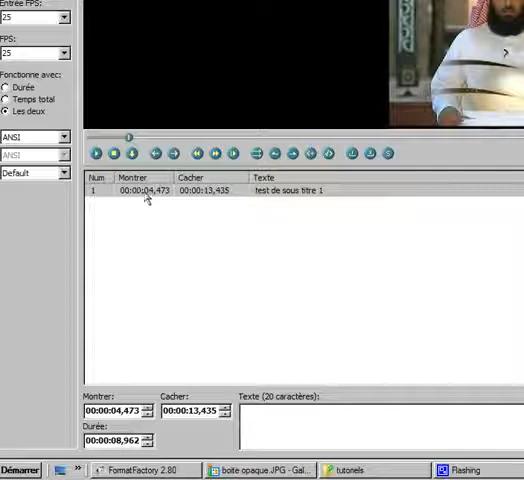 Entrée FPS:
25
FPS:
25
Fonctionne avec:
Durée
Temps total
Les deux
ANSI
ANSI
Default
Num Montrer Cacher Texte
1 00:00:04,473 00:00:13,435 test de sous titre 1
Montrer: Cacher: Texte (20 caractères):
00:00:04,473 00:00:13,435
Durée:
00:00:08,962
Démarrer » FormatFactory 2.80 boite opaque.JPG - Gal... tutoriels Flashing